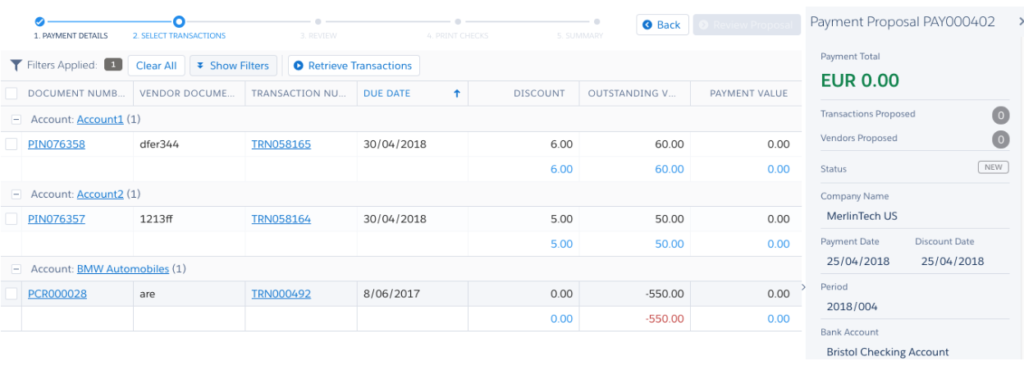 1. PAYMENT DETAILS 2. SELECT TRANSACTIONS 3. REVIEW 4. PRINT CHECKS 5. SUMMARY
Back Review Proposal
Filters Applied: 1 Clear All Show Filters Retrieve Transactions
DOCUMENT NUMB... VENDOR DOCUME... TRANSACTION NU... DUE DATE DISCOUNT OUTSTANDING V... PAYMENT VALUE
Account: Account1 (1)
PIN076358 dfer344 TRN058165 30/04/2018 6.00 60.00 0.00
6.00 60.00 0.00
Account: Account2 (1)
PIN076357 1213ff TRN058164 30/04/2018 5.00 50.00 0.00
5.00 50.00 0.00
Account: BMW Automobiles (1)
PCR000028 are TRN000492 8/06/2017 0.00 -550.00 0.00
0.00 -550.00 0.00
Payment Proposal PAY000402
Payment Total
EUR 0.00
Transactions Proposed 0
Vendors Proposed 0
Status NEW
Company Name
MerlinTech US
Payment Date Discount Date
25/04/2018 25/04/2018
Period
2018/004
Bank Account
Bristol Checking Account